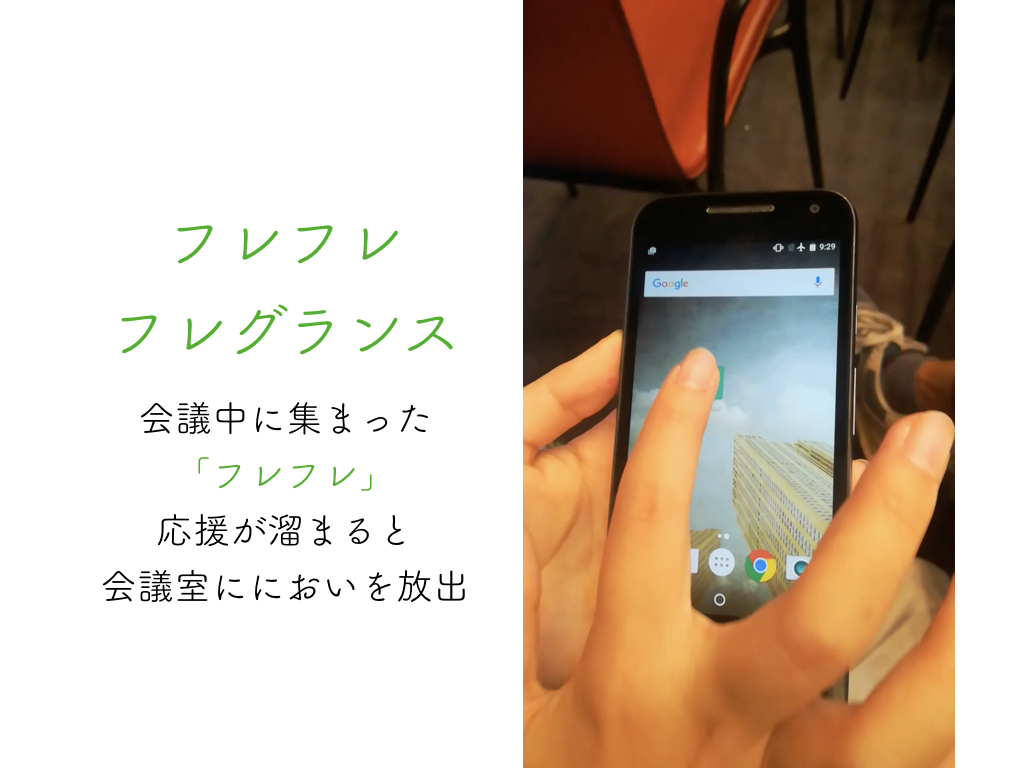 フレフレ
フレグランス
会議中に集まった
「フレフレ」
応援が溜まると
会議室ににおいを放出
9:29
Google